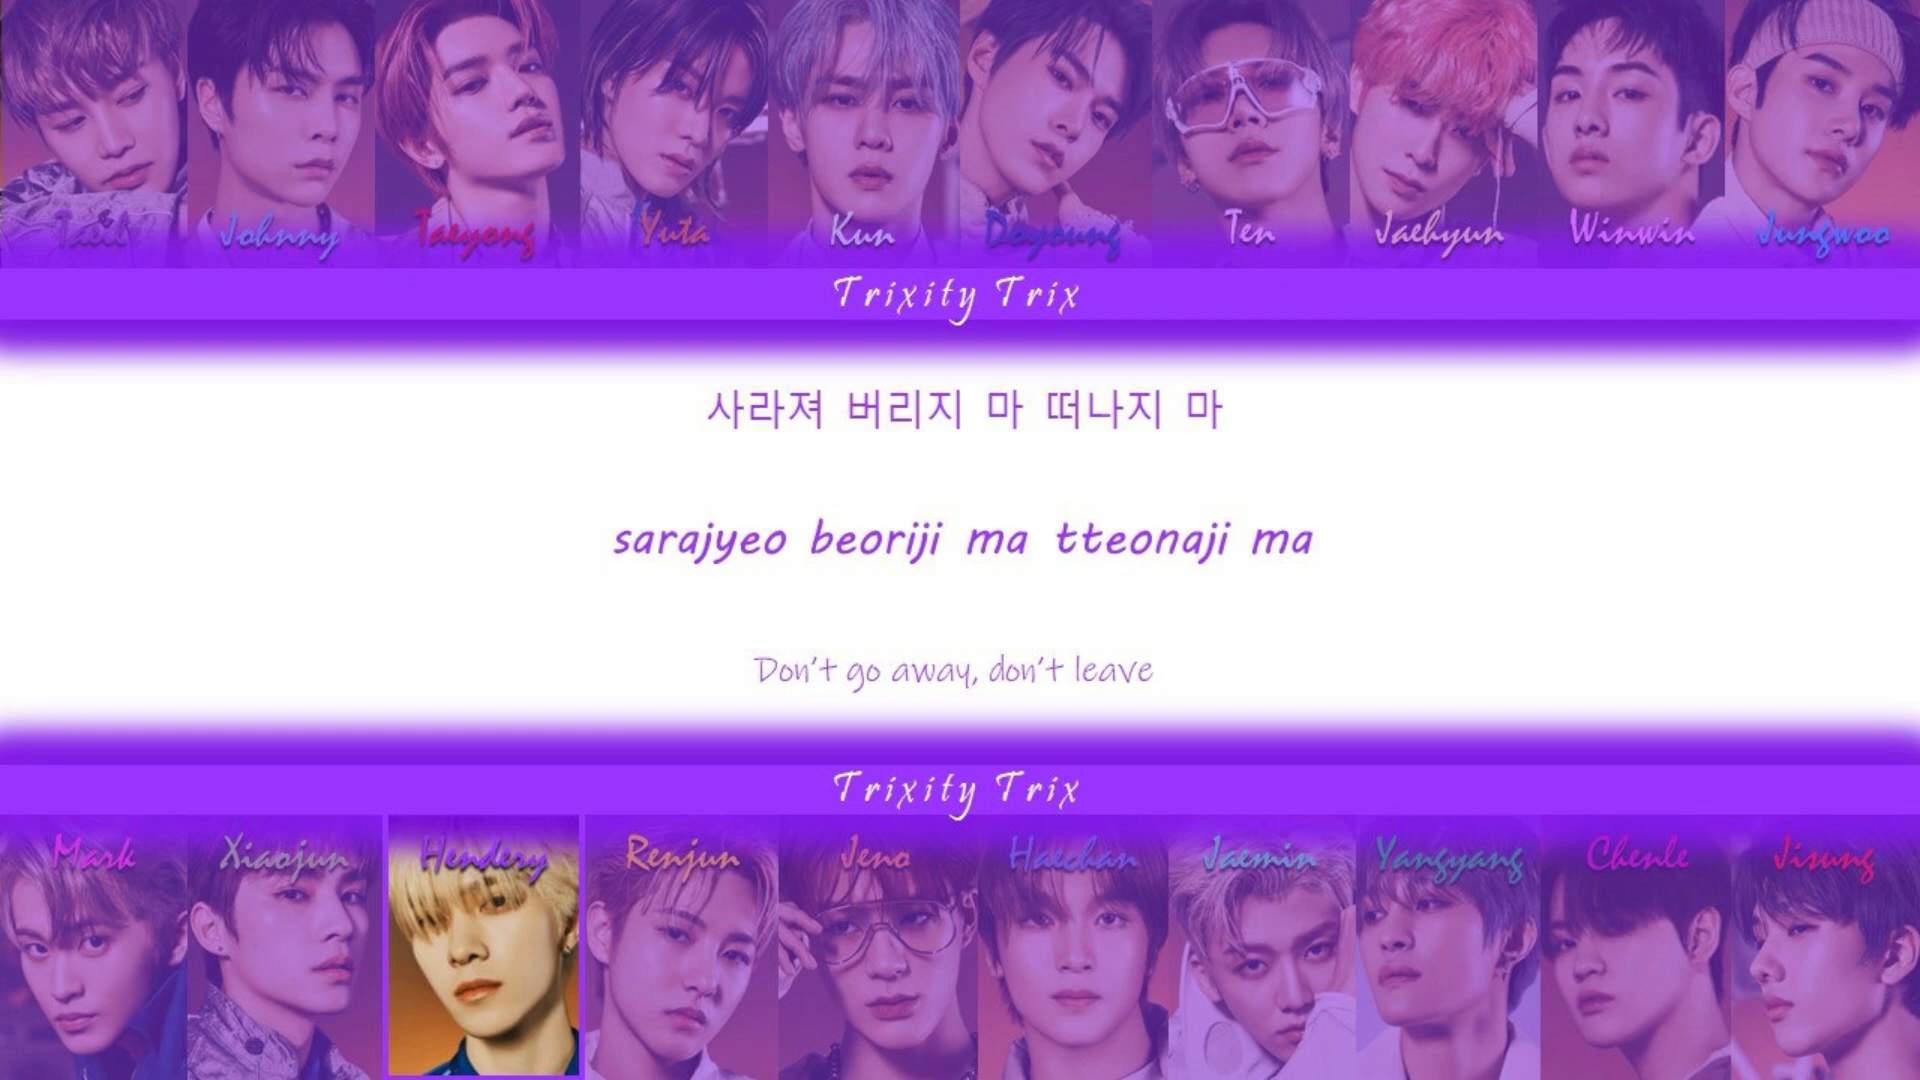 Taeil Johnny Taeyong Yuta Kun Doyoung Ten Jaehyun Winwin Jungwoo
Trixity Trix
사라져 버리지 마 떠나지 마
sarajyeo beoriji ma tteonaji ma
Don't go away, don't leave
Trixity Trix
Mark Xiaojun Hendery Renjun Jeno Haechan Jaemin Yangyang Chenle Jisung